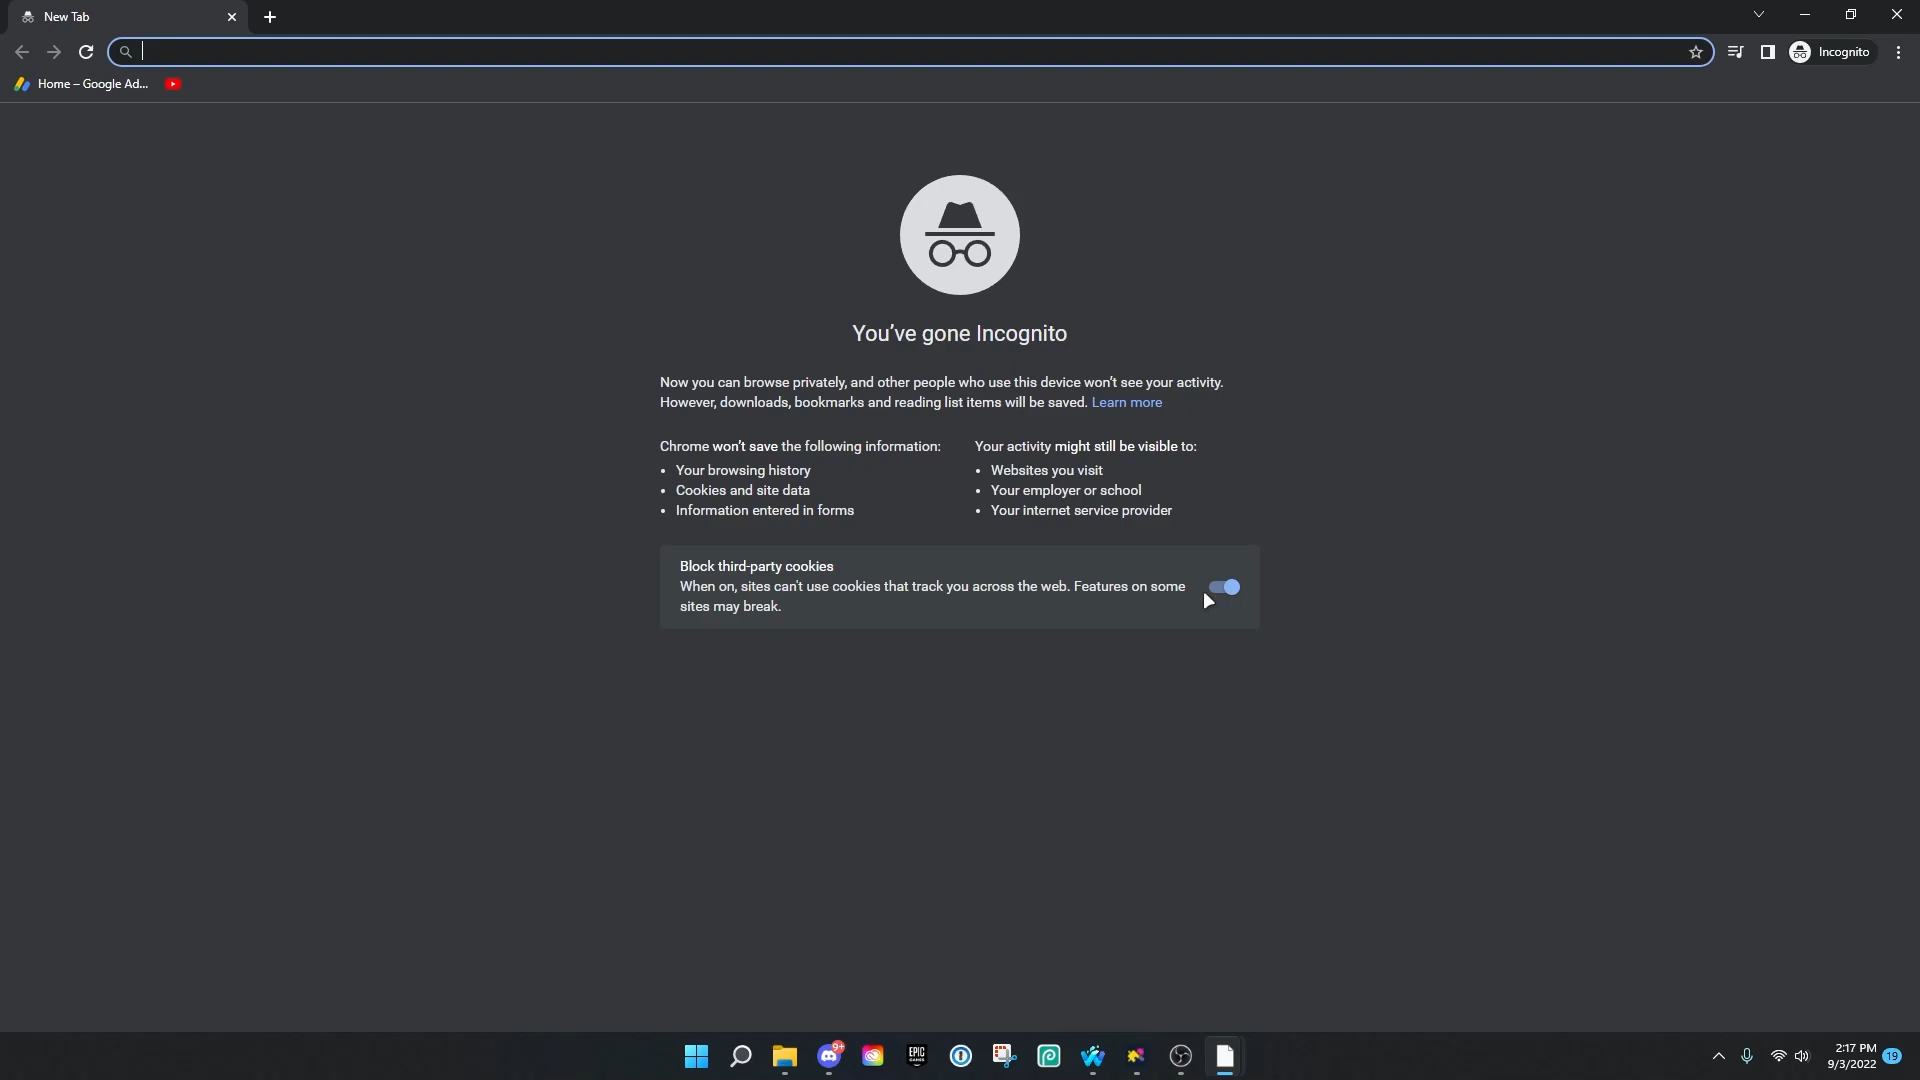 New Tab
Incognito
Home – Google Ad...
You've gone Incognito
Now you can browse privately, and other people who use this device won't see your activity.
However, downloads, bookmarks and reading list items will be saved. Learn more
Chrome won't save the following information:
• Your browsing history
• Cookies and site data
• Information entered in forms
Your activity might still be visible to:
• Websites you visit
• Your employer or school
• Your internet service provider
Block third-party cookies
When on, sites can't use cookies that track you across the web. Features on some
sites may break.
9+
EPIC
GAMES
2:17 PM
9/3/2022
19